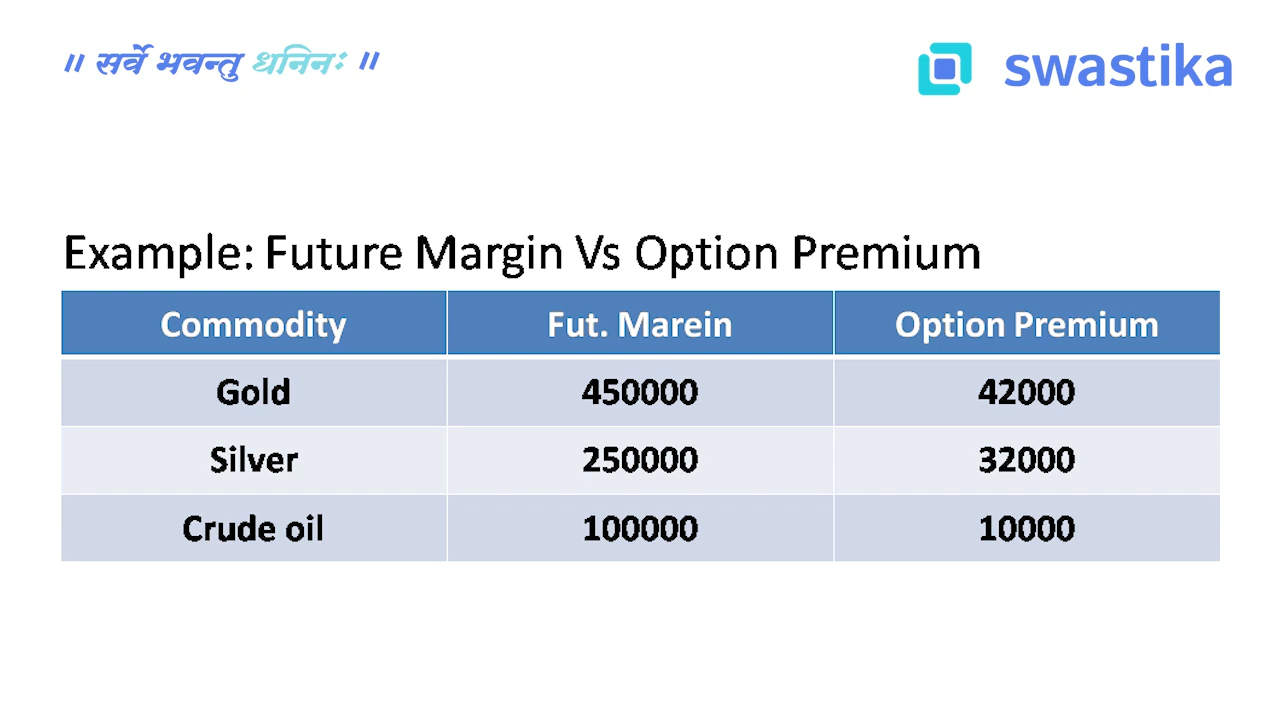 ॥ सर्वे भवन्तु धनिनः ॥
swastika
Example: Future Margin Vs Option Premium
Commodity Fut. Marein Option Premium
Gold 450000 42000
Silver 250000 32000
Crude oil 100000 10000